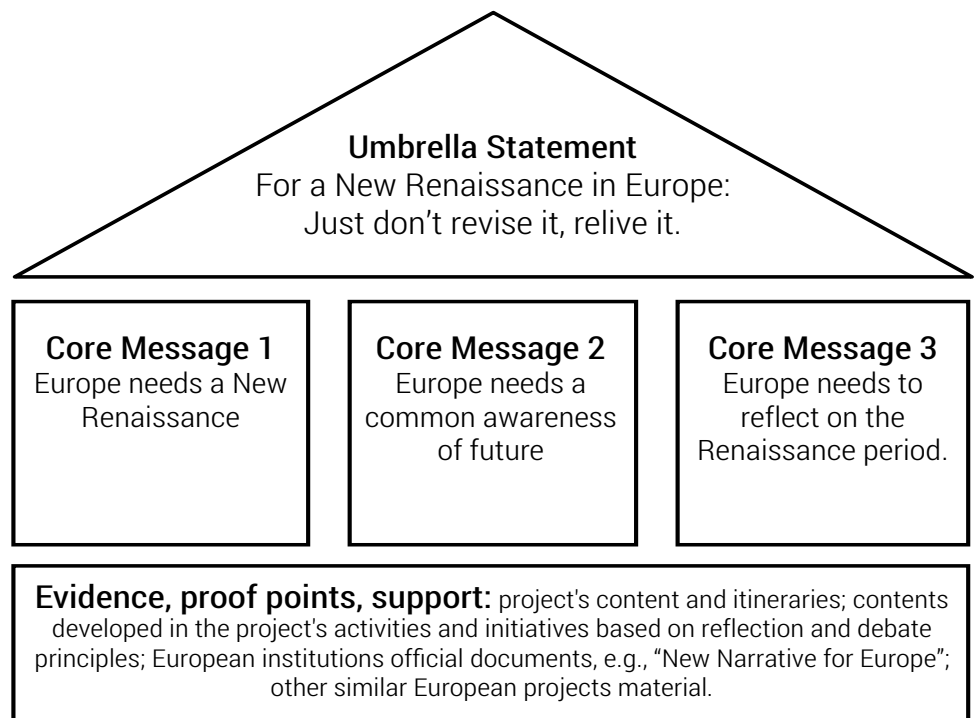 Umbrella Statement
For a New Renaissance in Europe:
Just don’t revise it, relive it.
Core Message 1
Europe needs a New
Renaissance
Core Message 2
Europe needs a
common awareness
of future
Core Message 3
Europe needs to
reflect on the
Renaissance period.
Evidence, proof points, support: project's content and itineraries; contents
developed in the project's activities and initiatives based on reflection and debate
principles; European institutions official documents, e.g., “New Narrative for Europe”;
other similar European projects material.